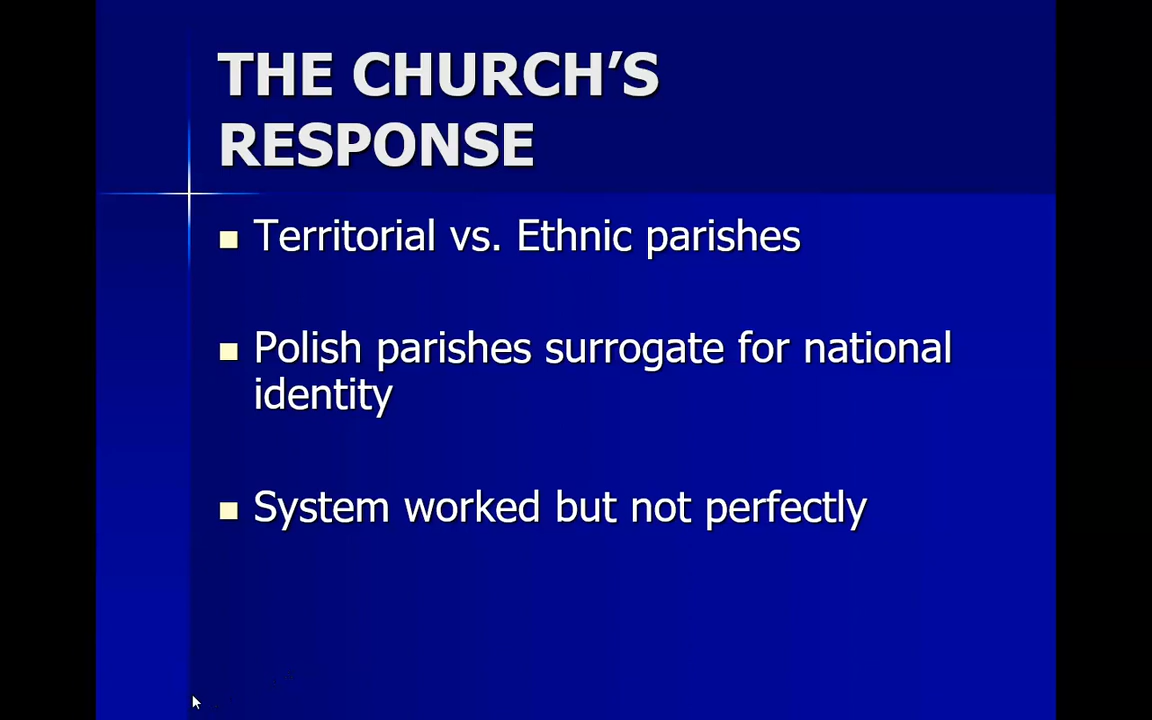 THE CHURCH’S
RESPONSE
Territorial vs. Ethnic parishes
Polish parishes surrogate for national
identity
System worked but not perfectly